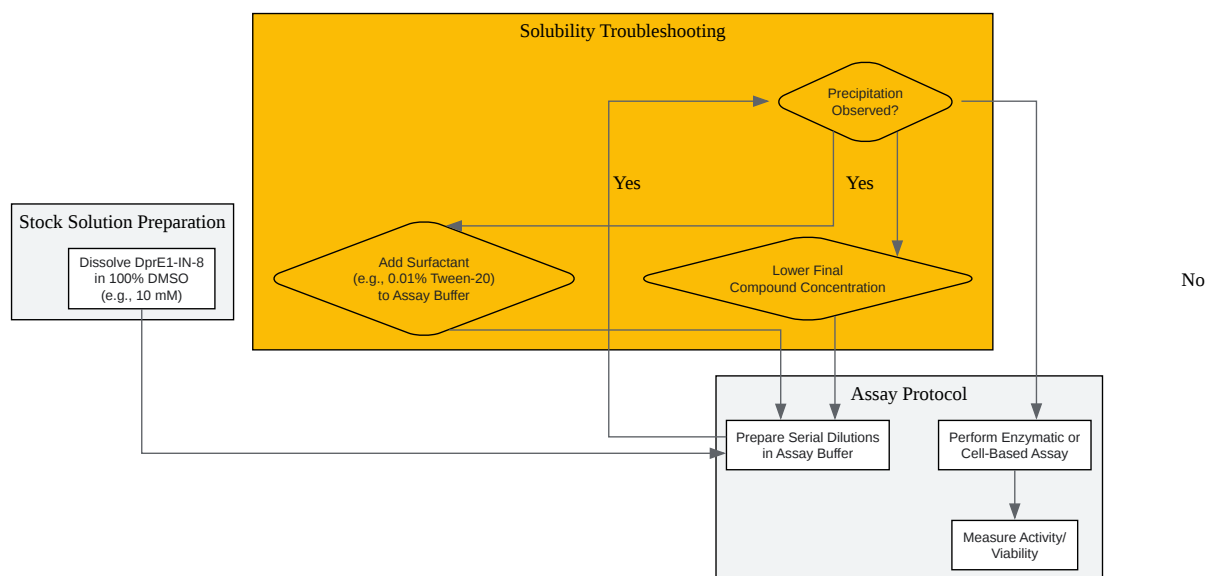 Solubility Troubleshooting
Precipitation
Observed?
Yes
Yes
Stock Solution Preparation
Dissolve DprE1-IN-8
in 100% DMSO
(e.g., 10 mM)
Add Surfactant
(e.g., 0.01% Tween-20)
to Assay Buffer
Lower Final
Compound Concentration
No
Assay Protocol
Prepare Serial Dilutions
in Assay Buffer
Perform Enzymatic or
Cell-Based Assay
Measure Activity/
Viability